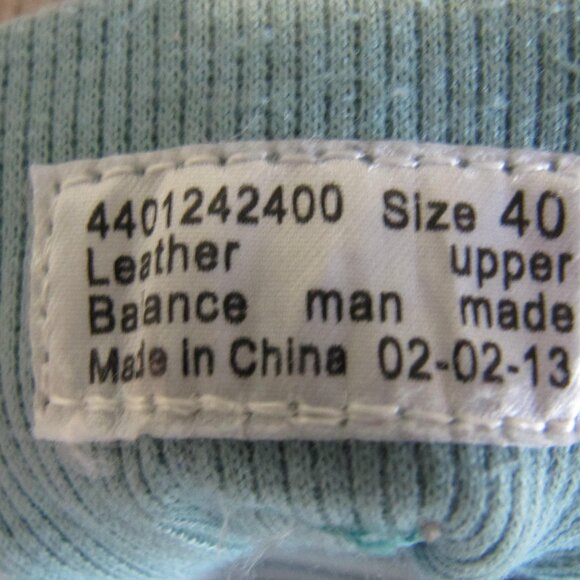 4401242400 Size 40
Leather upper
Balance man made
Made in China 02-02-13